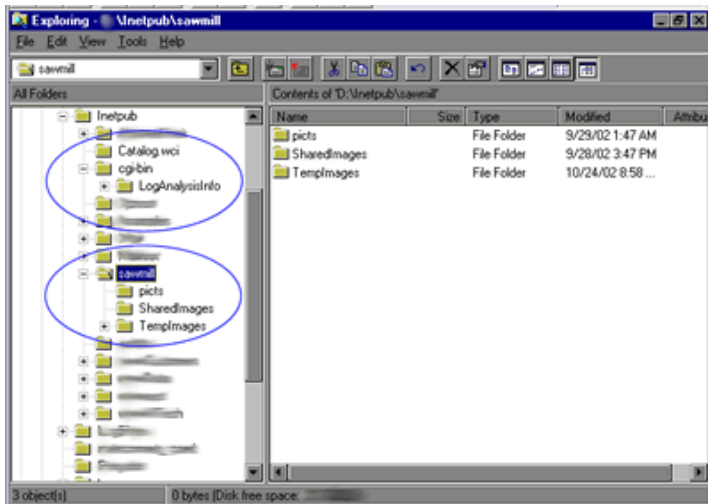 Exploring - \Inetpub\sawmill
File Edit View Tools Help
sawmill
All Folders
Contents of 'D:\Inetpub\sawmill'
Inetpub
Catalog.wci
cgi-bin
LogAnalysisInfo
sawmill
picts
SharedImages
TempImages
Name Size Type Modified Attribu
picts File Folder 9/29/02 1:47 AM
SharedImages File Folder 9/28/02 3:47 PM
TempImages File Folder 10/24/02 8:58 ...
3 object(s)
0 bytes (Disk free space: